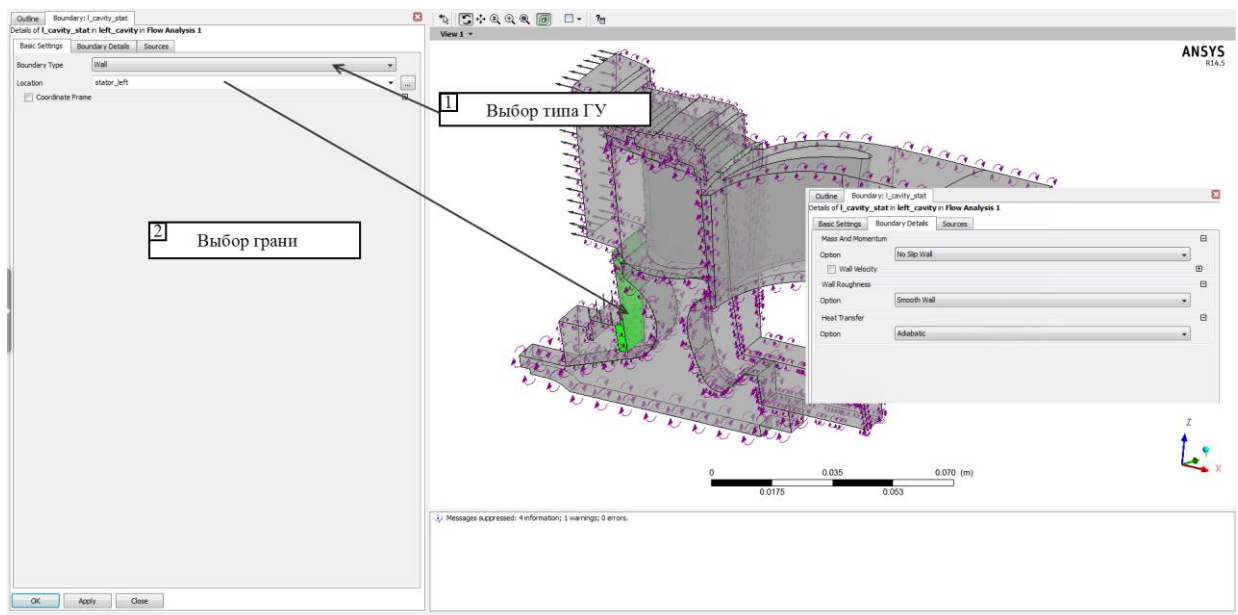 Outline
Boundary: l_cavity_stat
Details of l_cavity_stat in left_cavity in Flow Analysis 1
Basic Settings
Boundary Details
Sources
Boundary Type
Wall
Location
stator_left
...
Coordinate Frame
View 1
ANSYS
R14.5
1
Выбор типа ГУ
2
Выбор грани
Outline
Boundary: l_cavity_stat
Details of l_cavity_stat in left_cavity in Flow Analysis 1
Basic Settings
Boundary Details
Sources
Mass And Momentum
Option
No Slip Wall
Wall Velocity
Wall Roughness
Option
Smooth Wall
Heat Transfer
Option
Adiabatic
Z
X
0
0.035
0.070 (m)
0.0175
0.053
Messages suppressed: 4 information; 1 warnings; 0 errors.
OK
Apply
Close